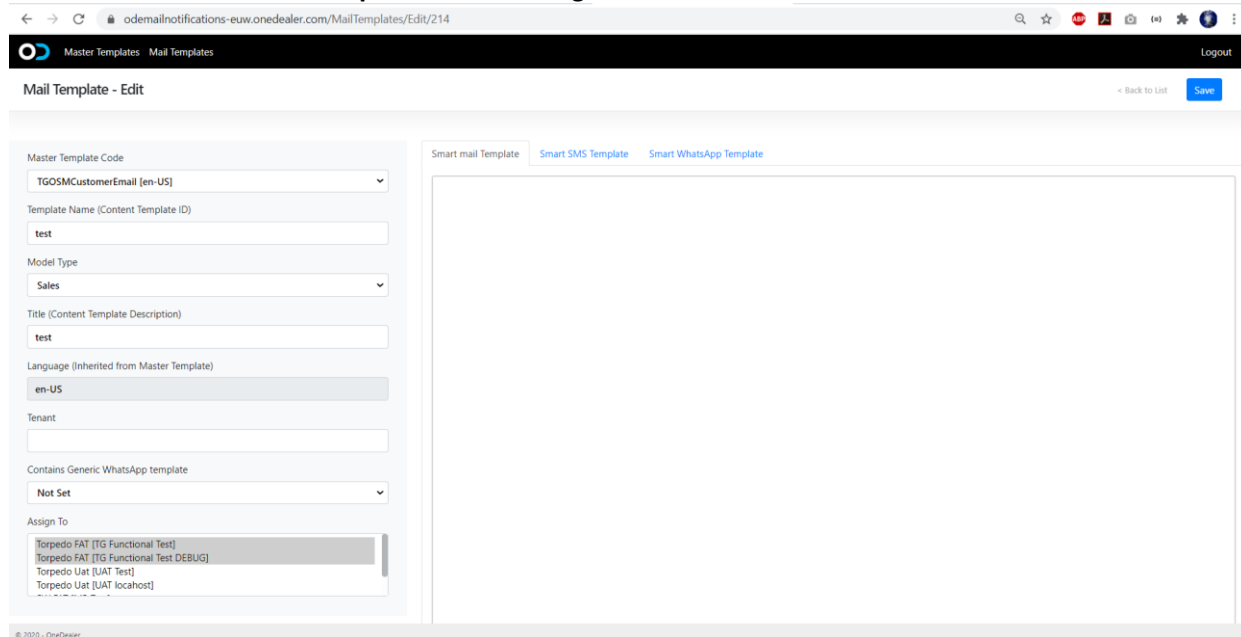 odemailnotifications-euw.onedealer.com/MailTemplates/Edit/214
ABP
Master Templates Mail Templates
Logout
Mail Template - Edit
< Back to List
Save
Master Template Code
TGOSMCustomerEmail [en-US]
Template Name (Content Template ID)
test
Model Type
Sales
Title (Content Template Description)
test
Language (Inherited from Master Template)
en-US
Tenant
Contains Generic WhatsApp template
Not Set
Assign To
Torpedo FAT [TG Functional Test]
Torpedo FAT [TG Functional Test DEBUG]
Torpedo Uat [UAT Test]
Torpedo Uat [UAT locahost]
Smart mail Template Smart SMS Template Smart WhatsApp Template
© 2020 - OneDealer